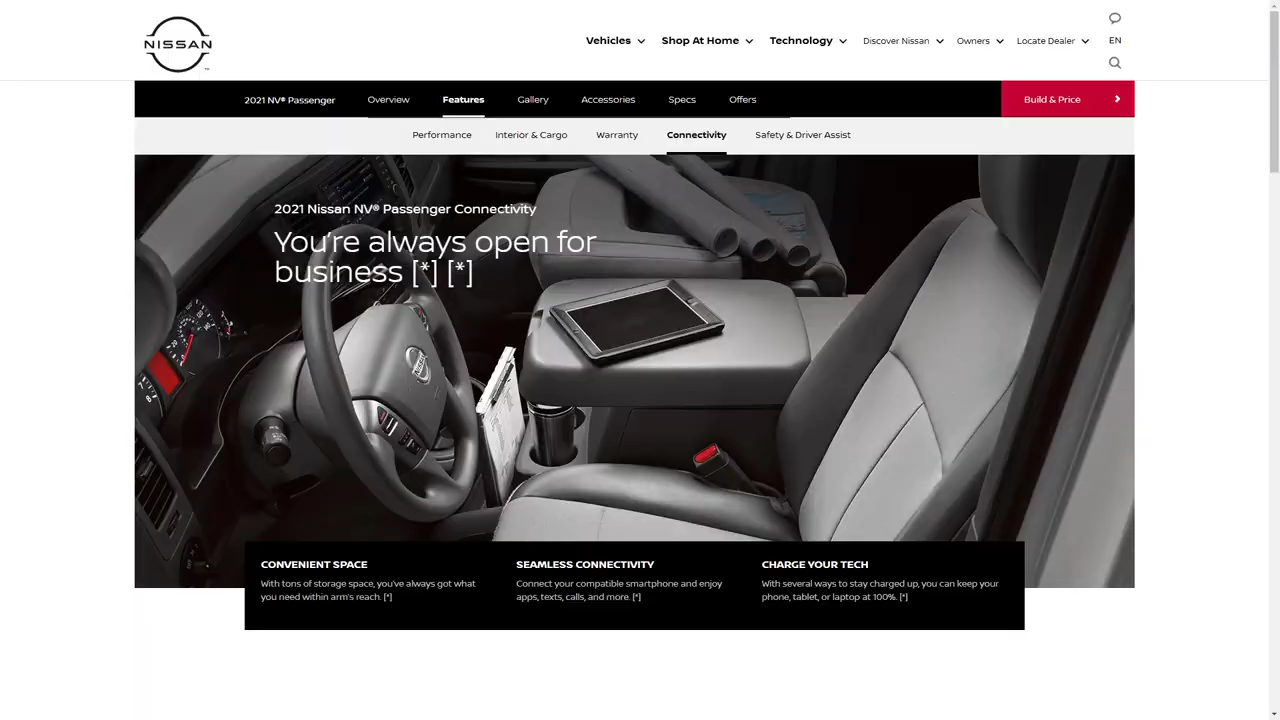 NISSAN
Vehicles Shop At Home Technology Discover Nissan Owners Locate Dealer EN
2021 NV® Passenger Overview Features Gallery Accessories Specs Offers Build & Price
Performance Interior & Cargo Warranty Connectivity Safety & Driver Assist
2021 Nissan NV® Passenger Connectivity
You're always open for
business [*] [*]
CONVENIENT SPACE
With tons of storage space, you've always got what
you need within arm's reach. [*]
SEAMLESS CONNECTIVITY
Connect your compatible smartphone and enjoy
apps, texts, calls, and more. [*]
CHARGE YOUR TECH
With several ways to stay charged up, you can keep your
phone, tablet, or laptop at 100%. [*]